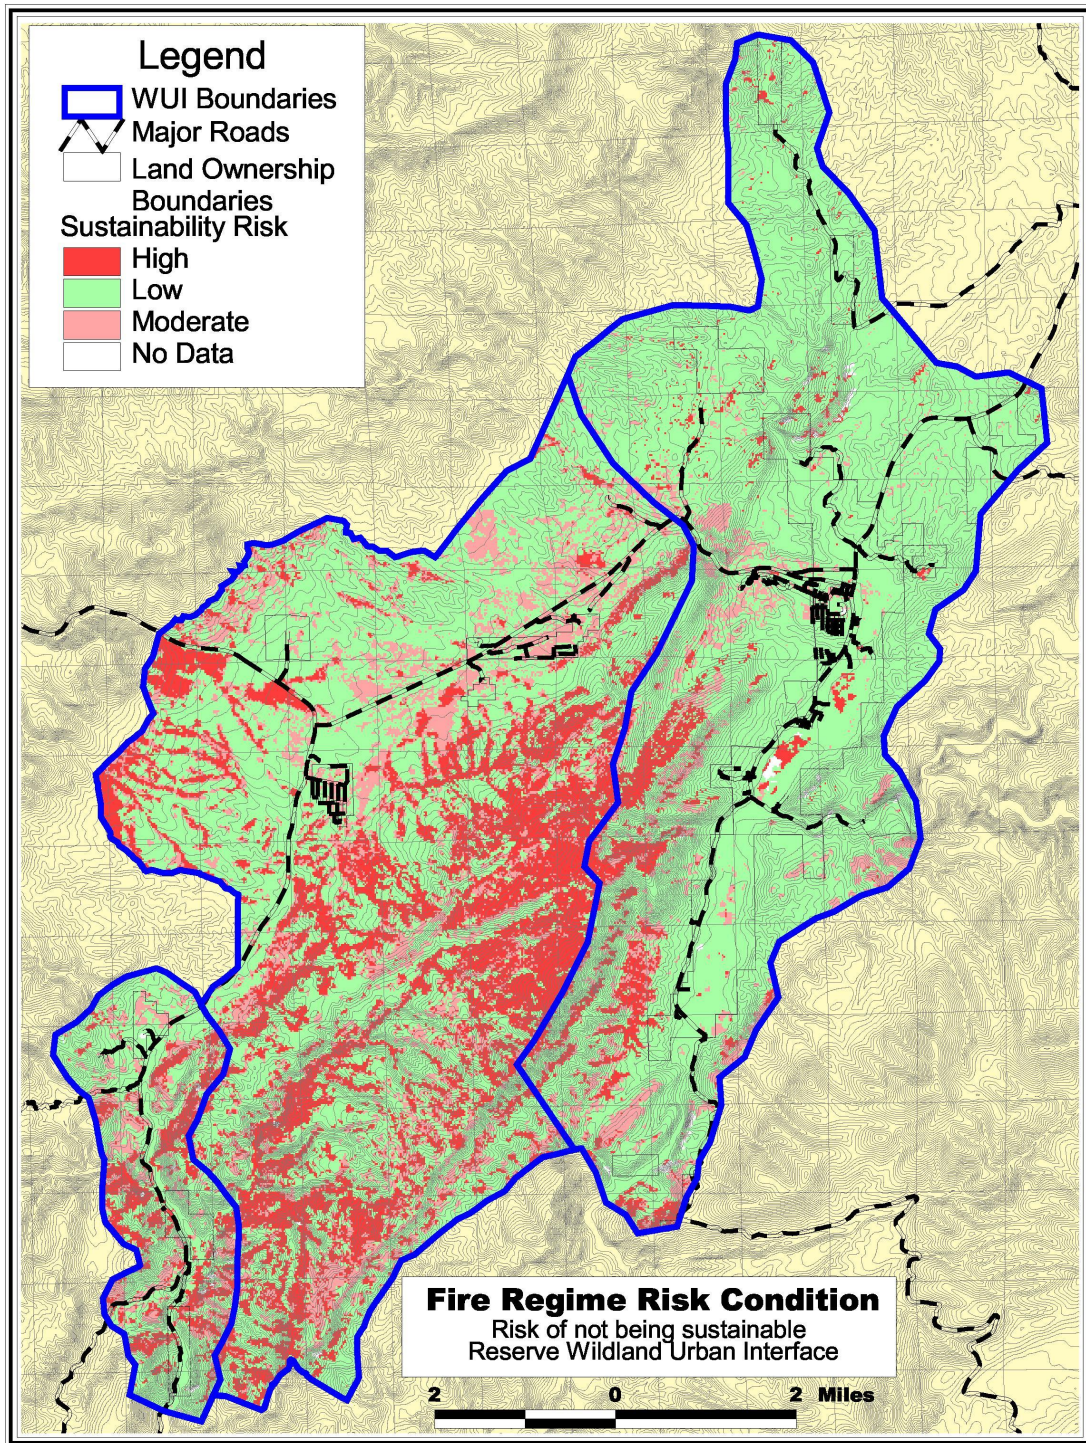 Legend
WUI Boundaries
Major Roads
Land Ownership
Boundaries
Sustainability Risk
High
Low
Moderate
No Data
Fire Regime Risk Condition
Risk of not being sustainable
Reserve Wildland Urban Interface
2 0 2 Miles